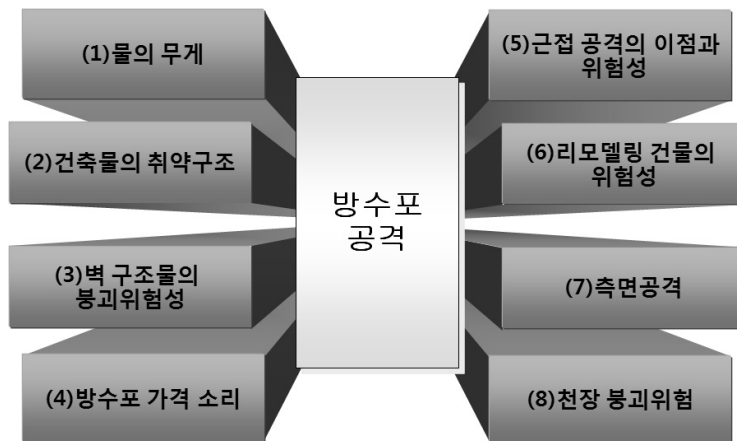 (1)물의 무게
(2)건축물의 취약구조
(3)벽 구조물의
붕괴위험성
(4)방수포 가격 소리
방수포
공격
(5)근접 공격의 이점과
위험성
(6)리모델링 건물의
위험성
(7)측면공격
(8)천장 붕괴위험